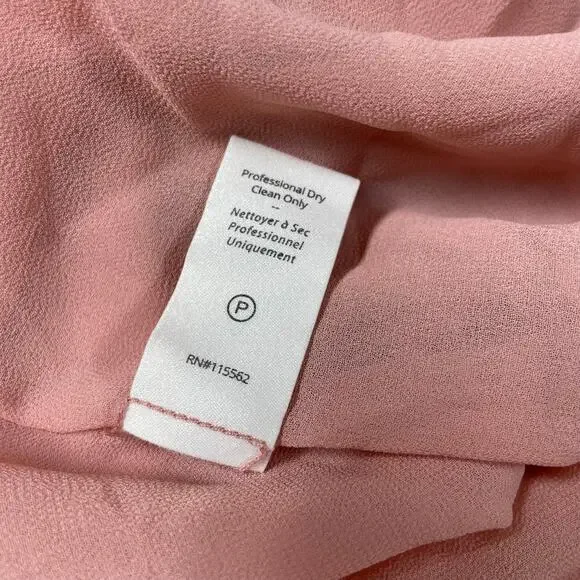 Professional Dry
Clean Only
--
Nettoyer à Sec
Professionnel
Uniquement
P
RN#115562